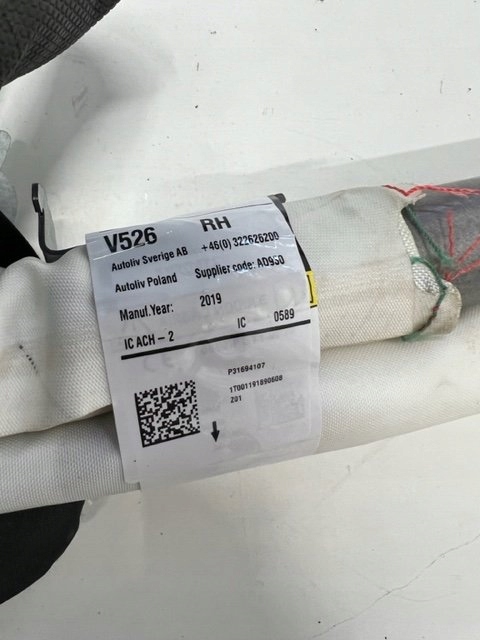 V526 RH
Autoliv Sverige AB +46(0) 322626200
Autoliv Poland Supplier code: AD950
Manuf.Year: 2019
IC ACH - 2 IC 0589
P31694107
1T001191890608
Z01